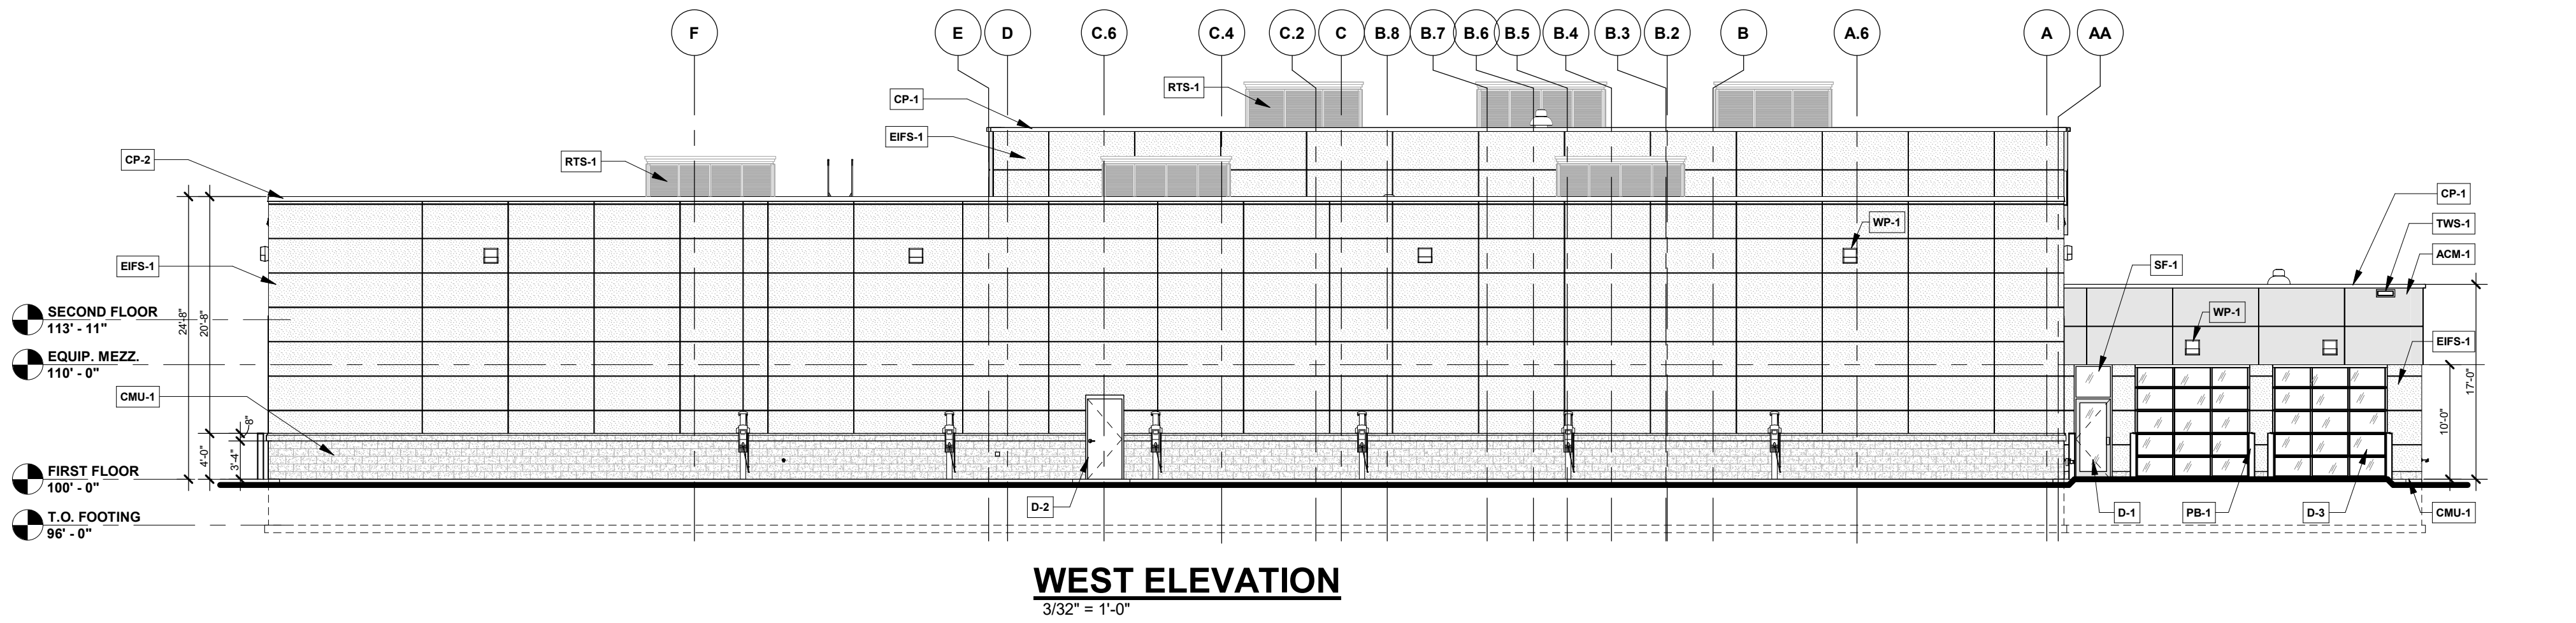 F E D C.6 C.4 C.2 C B.8 B.7 B.6 B.5 B.4 B.3 B.2 B A.6 A AA
RTS-1
CP-1
EIFS-1
CP-2
RTS-1
CP-1
WP-1
TWS-1
ACM-1
EIFS-1
SF-1
SECOND FLOOR
113' - 11"
24'-8"
20'-8"
WP-1
EIFS-1
EQUIP. MEZZ.
110' - 0"
17'-0"
CMU-1
8"
10'-0"
4'-0"
3'-4"
FIRST FLOOR
100' - 0"
D-2
D-1
PB-1
D-3
CMU-1
T.O. FOOTING
96' - 0"
WEST ELEVATION
3/32" = 1'-0"